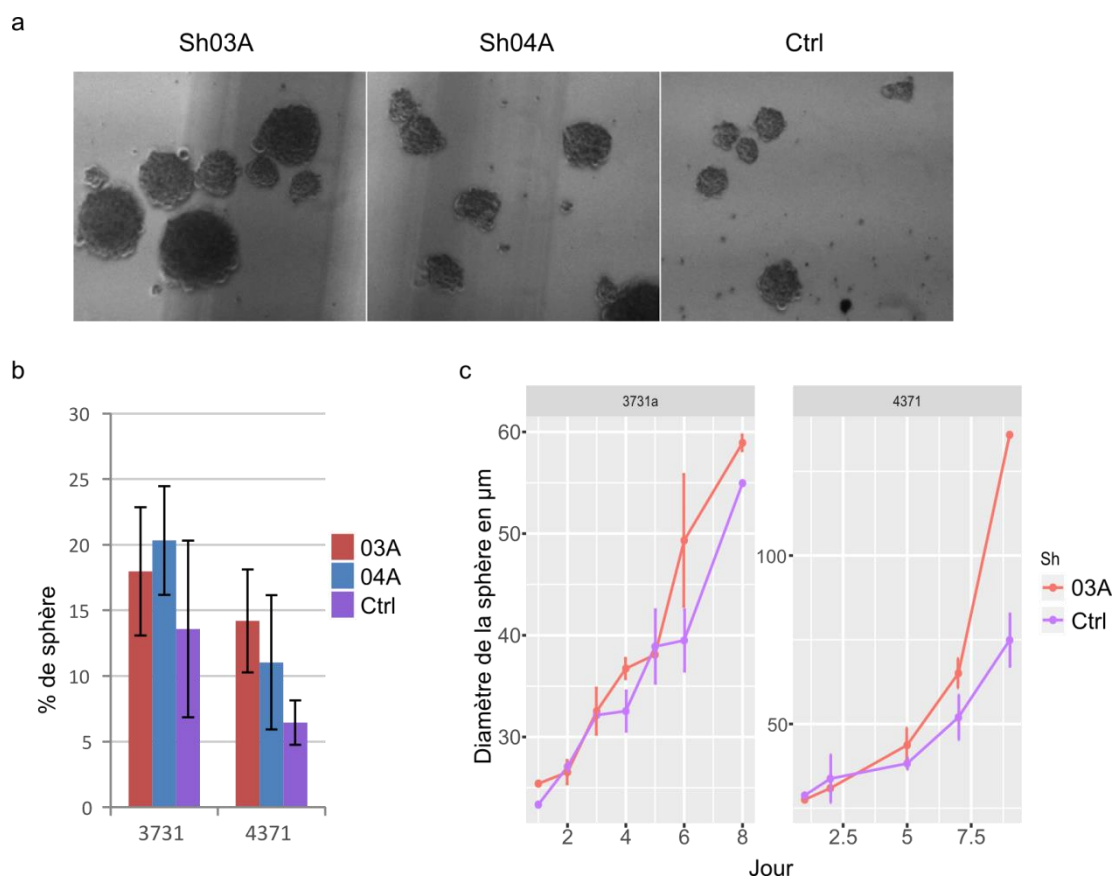 a
Sh03A Sh04A Ctrl
b
% de sphère
30
25
20
15
10
5
0
3731 4371
03A
04A
Ctrl
c
3731a 4371
Diamètre de la sphère en µm
60
50
40
30
2 4 6 8
100
50
2.5 5 7.5
Jour
Sh
03A
Ctrl